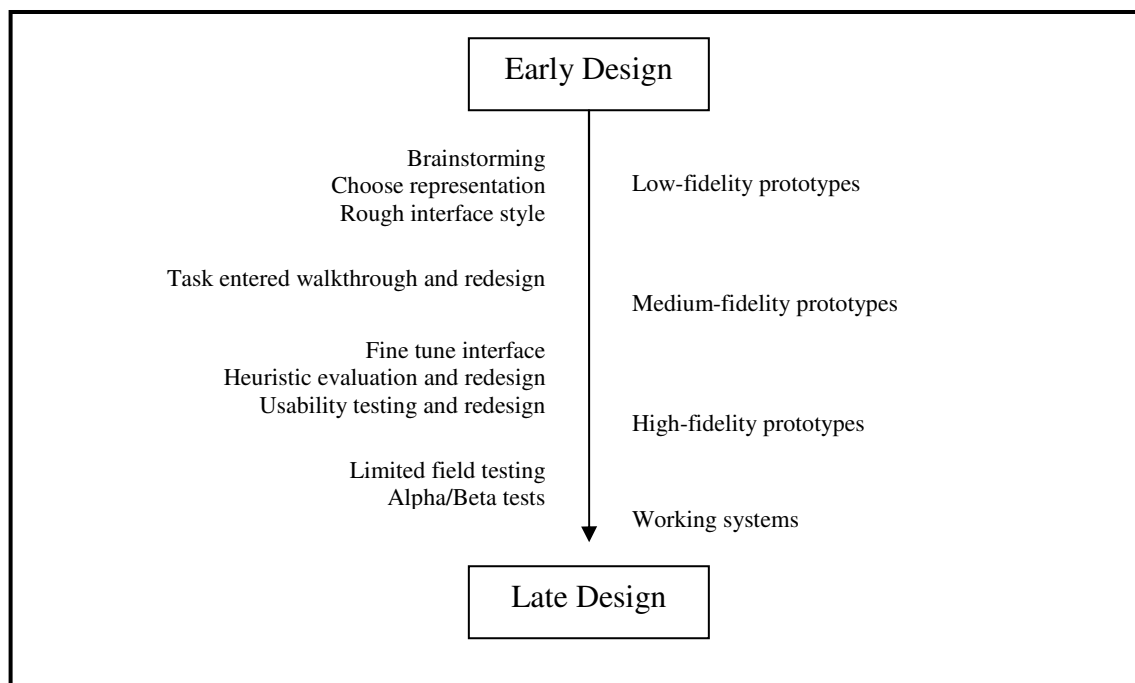 Early Design
Brainstorming
Choose representation
Rough interface style
Low-fidelity prototypes
Task entered walkthrough and redesign
Medium-fidelity prototypes
Fine tune interface
Heuristic evaluation and redesign
Usability testing and redesign
High-fidelity prototypes
Limited field testing
Alpha/Beta tests
Working systems
Late Design